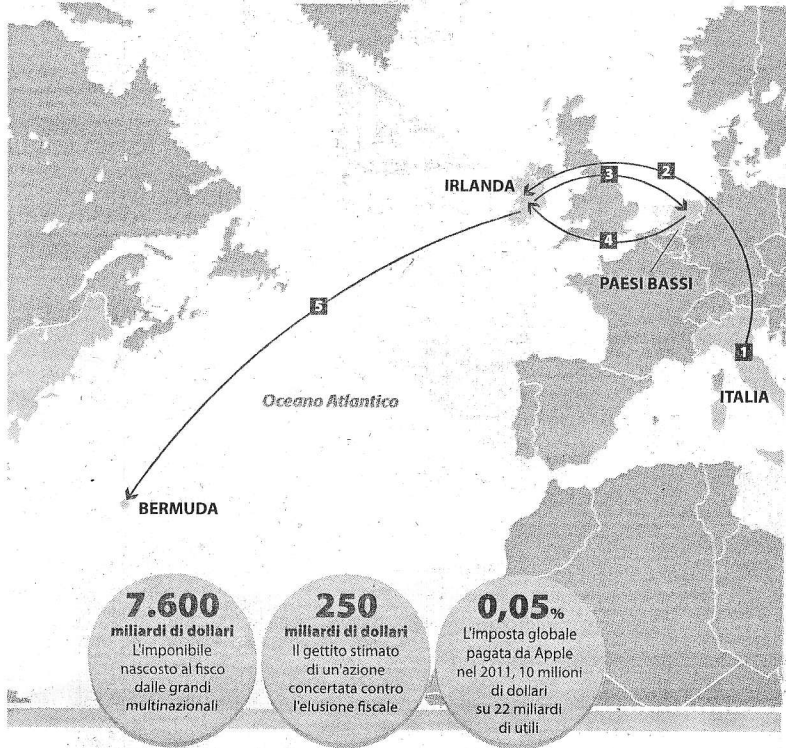 IRLANDA
2
3
4
PAESI BASSI
5
1
ITALIA
Oceano Atlantico
BERMUDA
7.600
miliardi di dollari
L'imponibile
nascosto al fisco
dalle grandi
multinazionali
250
miliardi di dollari
Il gettito stimato
di un'azione
concertata contro
l'elusione fiscale
0,05%
L'imposta globale
pagata da Apple
nel 2011, 10 milioni
di dollari
su 22 miliardi
di utili